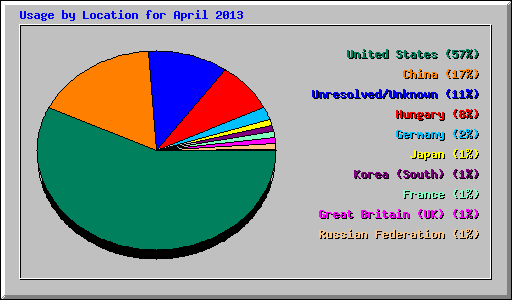 Usage by Location for April 2013
United States (57%)
China (17%)
Unresolved/Unknown (11%)
Hungary (8%)
Germany (2%)
Japan (1%)
Korea (South) (1%)
France (1%)
Great Britain (UK) (1%)
Russian Federation (1%)